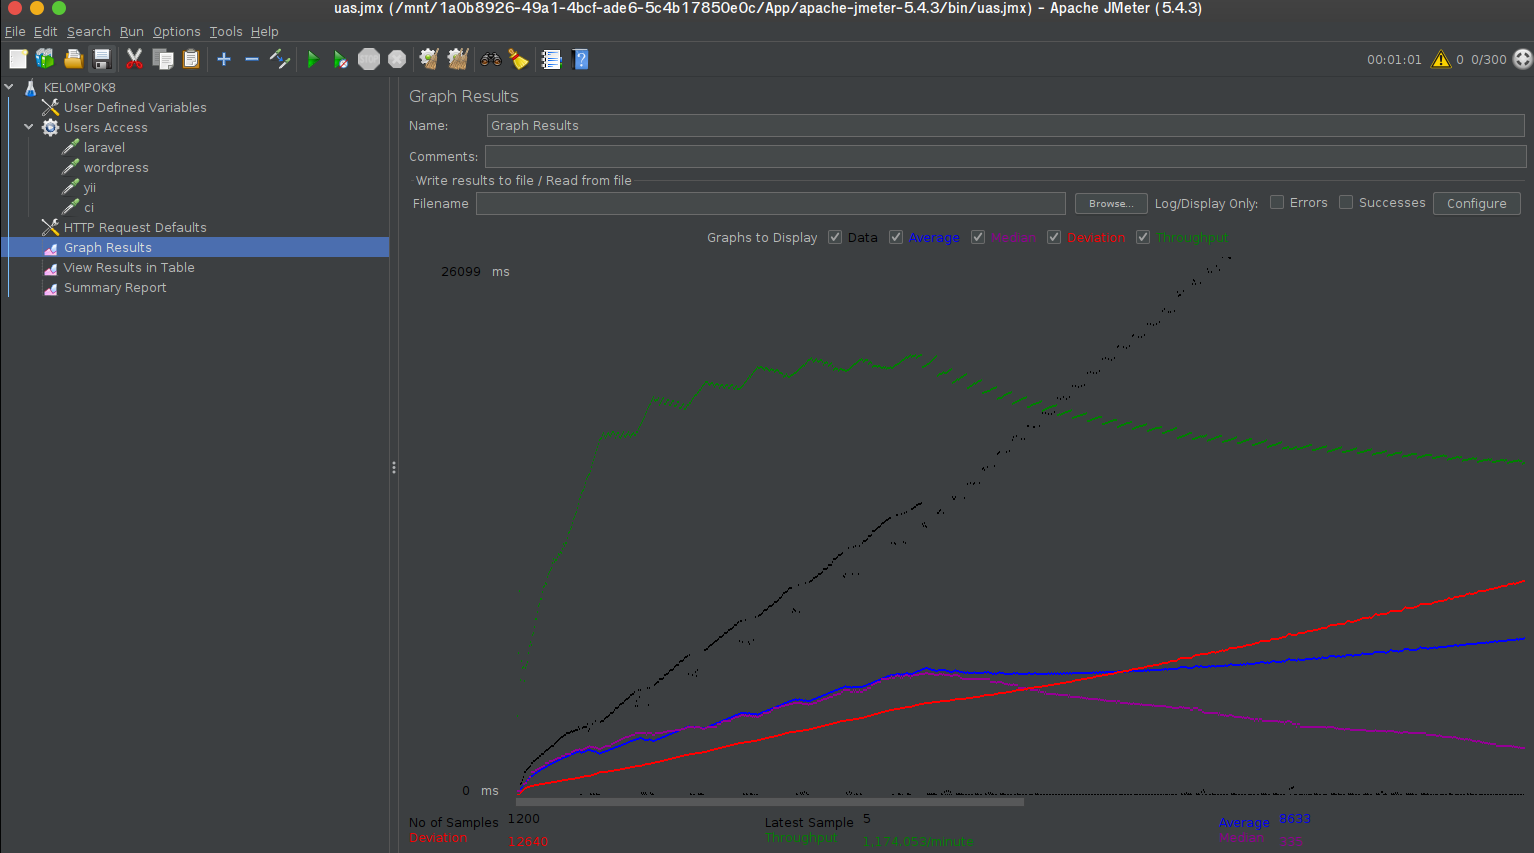 uas.jmx (/mnt/1a0b8926-49a1-4bcf-ade6-5c4b17850e0c/App/apache-jmeter-5.4.3/bin/uas.jmx) - Apache JMeter (5.4.3)
File Edit Search Run Options Tools Help
STOP 00:01:01 0 0/300
KELOMPOK8
User Defined Variables
Users Access
laravel
wordpress
yii
ci
HTTP Request Defaults
Graph Results
View Results in Table
Summary Report
Graph Results
Name: Graph Results
Comments:
Write results to file / Read from file
Filename Browse... Log/Display Only: Errors Successes Configure
Graphs to Display Data Average Median Deviation Throughput
26099 ms
0 ms
No of Samples 1200 Latest Sample 5 Average 8633
Deviation 12640 Throughput 1,174.053/minute Median